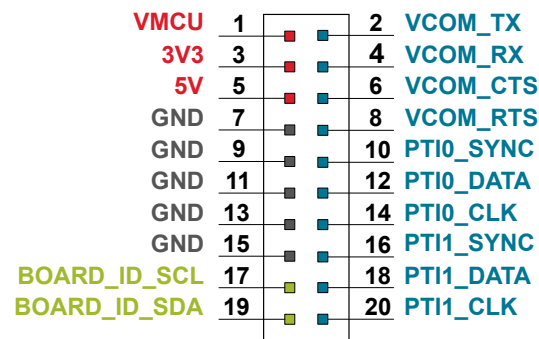 VMCU 1 2 VCOM_TX
3V3 3 4 VCOM_RX
5V 5 6 VCOM_CTS
GND 7 8 VCOM_RTS
GND 9 10 PTI0_SYNC
GND 11 12 PTI0_DATA
GND 13 14 PTI0_CLK
GND 15 16 PTI1_SYNC
BOARD_ID_SCL 17 18 PTI1_DATA
BOARD_ID_SDA 19 20 PTI1_CLK